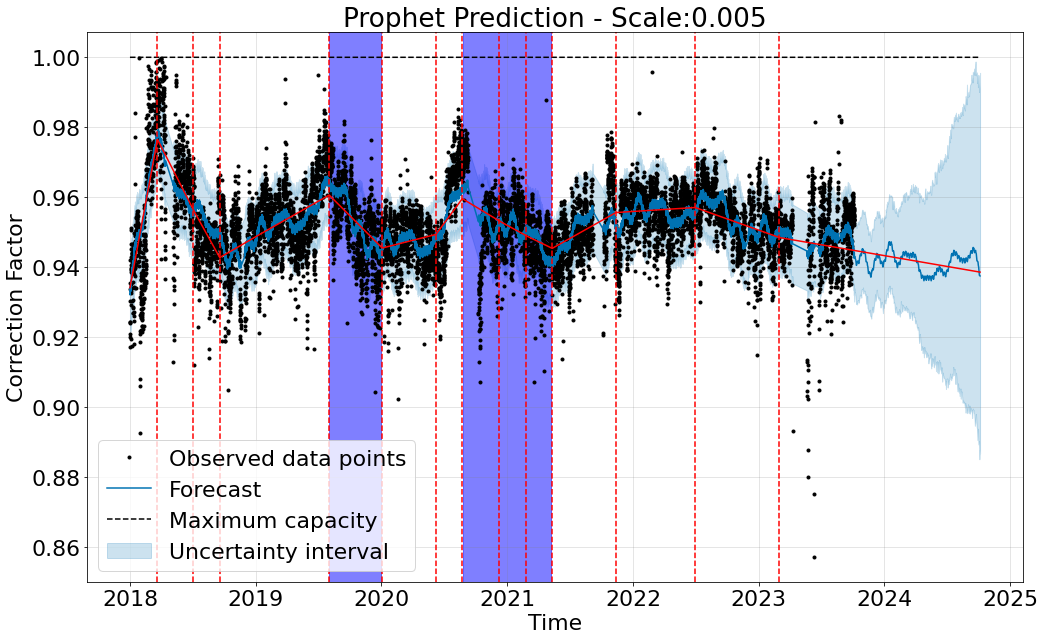 Prophet Prediction - Scale:0.005
Correction Factor
1.00
0.98
0.96
0.94
0.92
0.90
0.88
0.86
Observed data points
Forecast
Maximum capacity
Uncertainty interval
2018 2019 2020 2021 2022 2023 2024 2025
Time